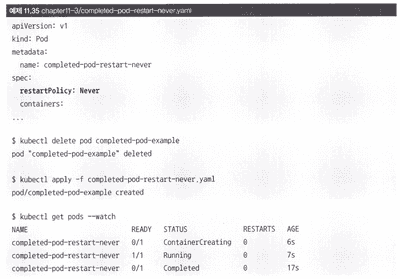 예제 11.35 chapter11-3/completed-pod-restart-never.yaml
apiVersion: v1
kind: Pod
metadata:
  name: completed-pod-restart-never
spec:
  restartPolicy: Never
  containers:
...
$ kubectl delete pod completed-pod-example
pod "completed-pod-example" deleted
$ kubectl apply -f completed-pod-restart-never.yaml
pod/completed-pod-example created
$ kubectl get pods --watch
NAME READY STATUS RESTARTS AGE
completed-pod-restart-never 0/1 ContainerCreating 0 6s
completed-pod-restart-never 1/1 Running 0 7s
completed-pod-restart-never 0/1 Completed 0 17s